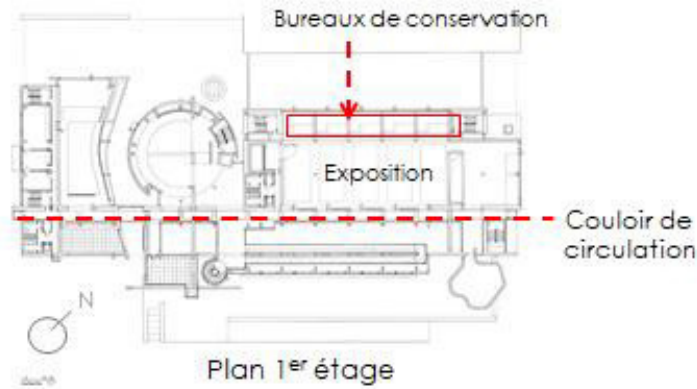 Bureaux de conservation
Exposition
Couloir de
circulation
N
Plan 1er étage